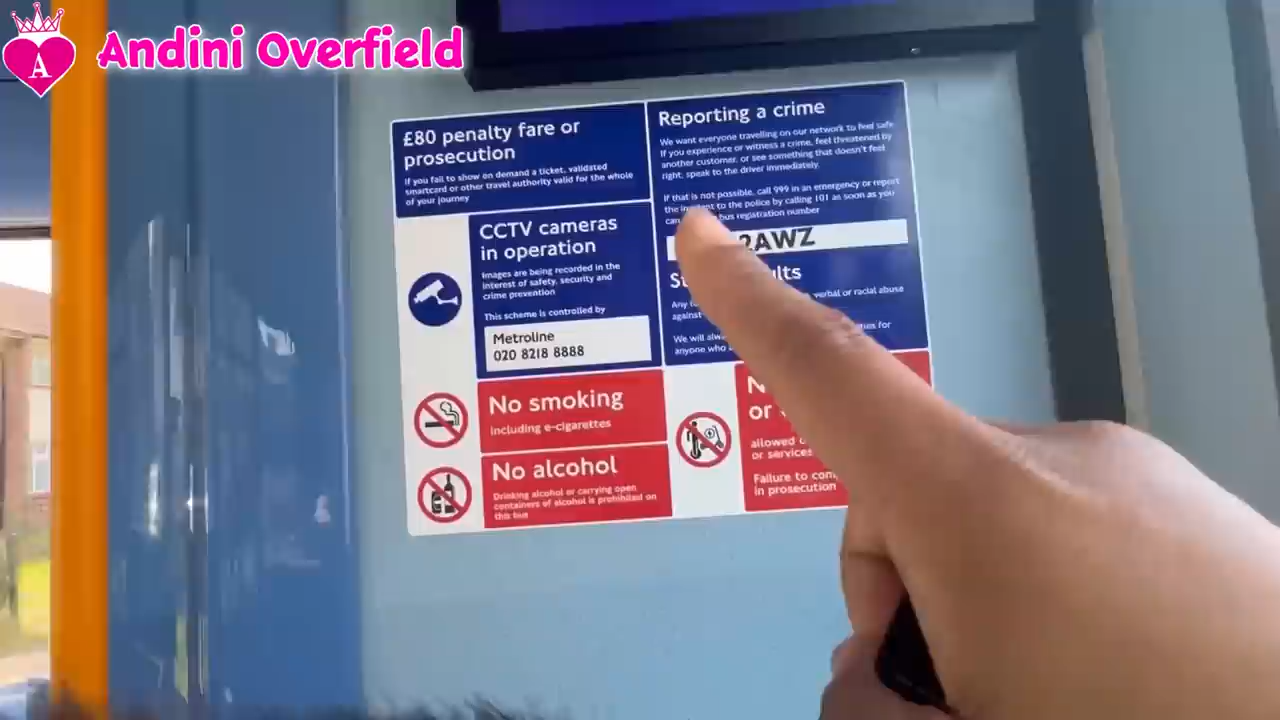 A
Andini Overfield
£80 penalty fare or
prosecution
If you fail to show on demand a ticket, validated
smartcard or other travel authority valid for the whole
of your journey
CCTV cameras
in operation
Images are being recorded in the
interest of safety, security and
crime prevention
This scheme is controlled by
Metroline
020 8218 8888
No smoking
including e-cigarettes
No alcohol
Drinking alcohol or carrying open
containers of alcohol is prohibited on
this bus
Reporting a crime
We want everyone travelling on our network to feel safe
If you experience or witness a crime, feel threatened by
another customer, or see something that doesn't feel
right, speak to the driver immediately.
If that is not possible, call 999 in an emergency or report
the incident to the police by calling 101 as soon as you
can bus registration number
2AWZ
verbal or racial abuse
against
We will
for
anyone who
or
allowed
or services
Failure to
in prosecution